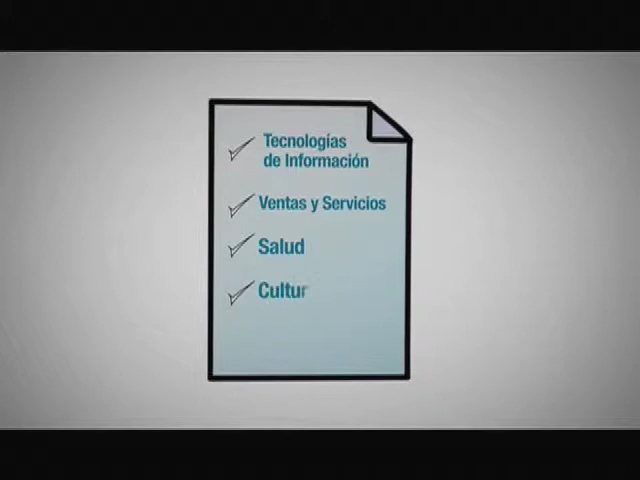 Tecnologías
de Información
Ventas y Servicios
Salud
Cultur